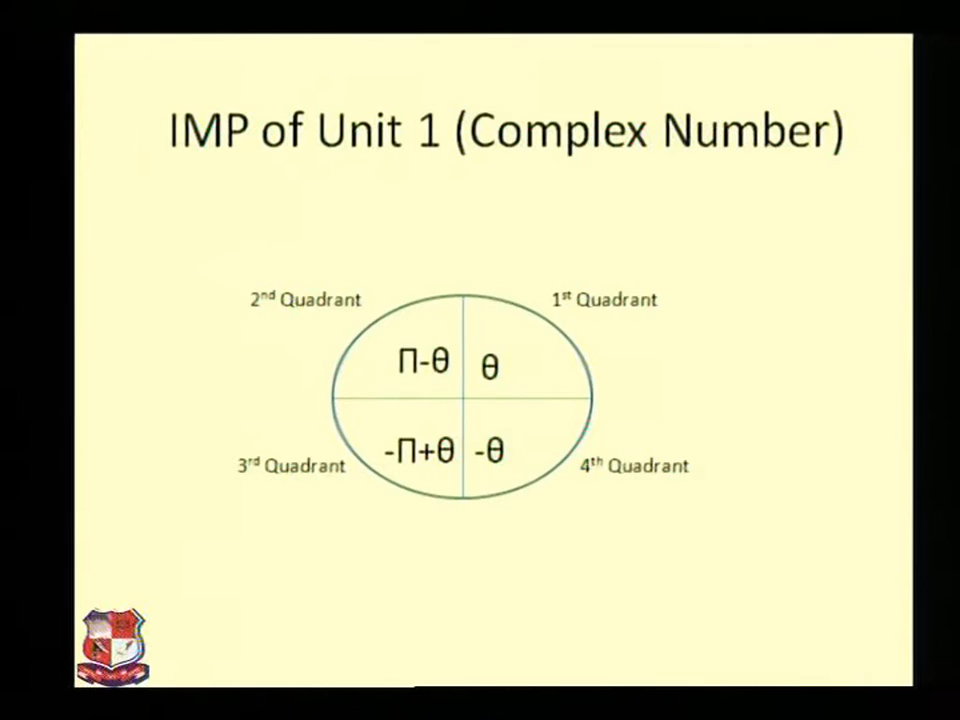 IMP of Unit 1 (Complex Number)
2nd Quadrant
1st Quadrant
Π-θ
θ
-Π+θ
-θ
3rd Quadrant
4th Quadrant